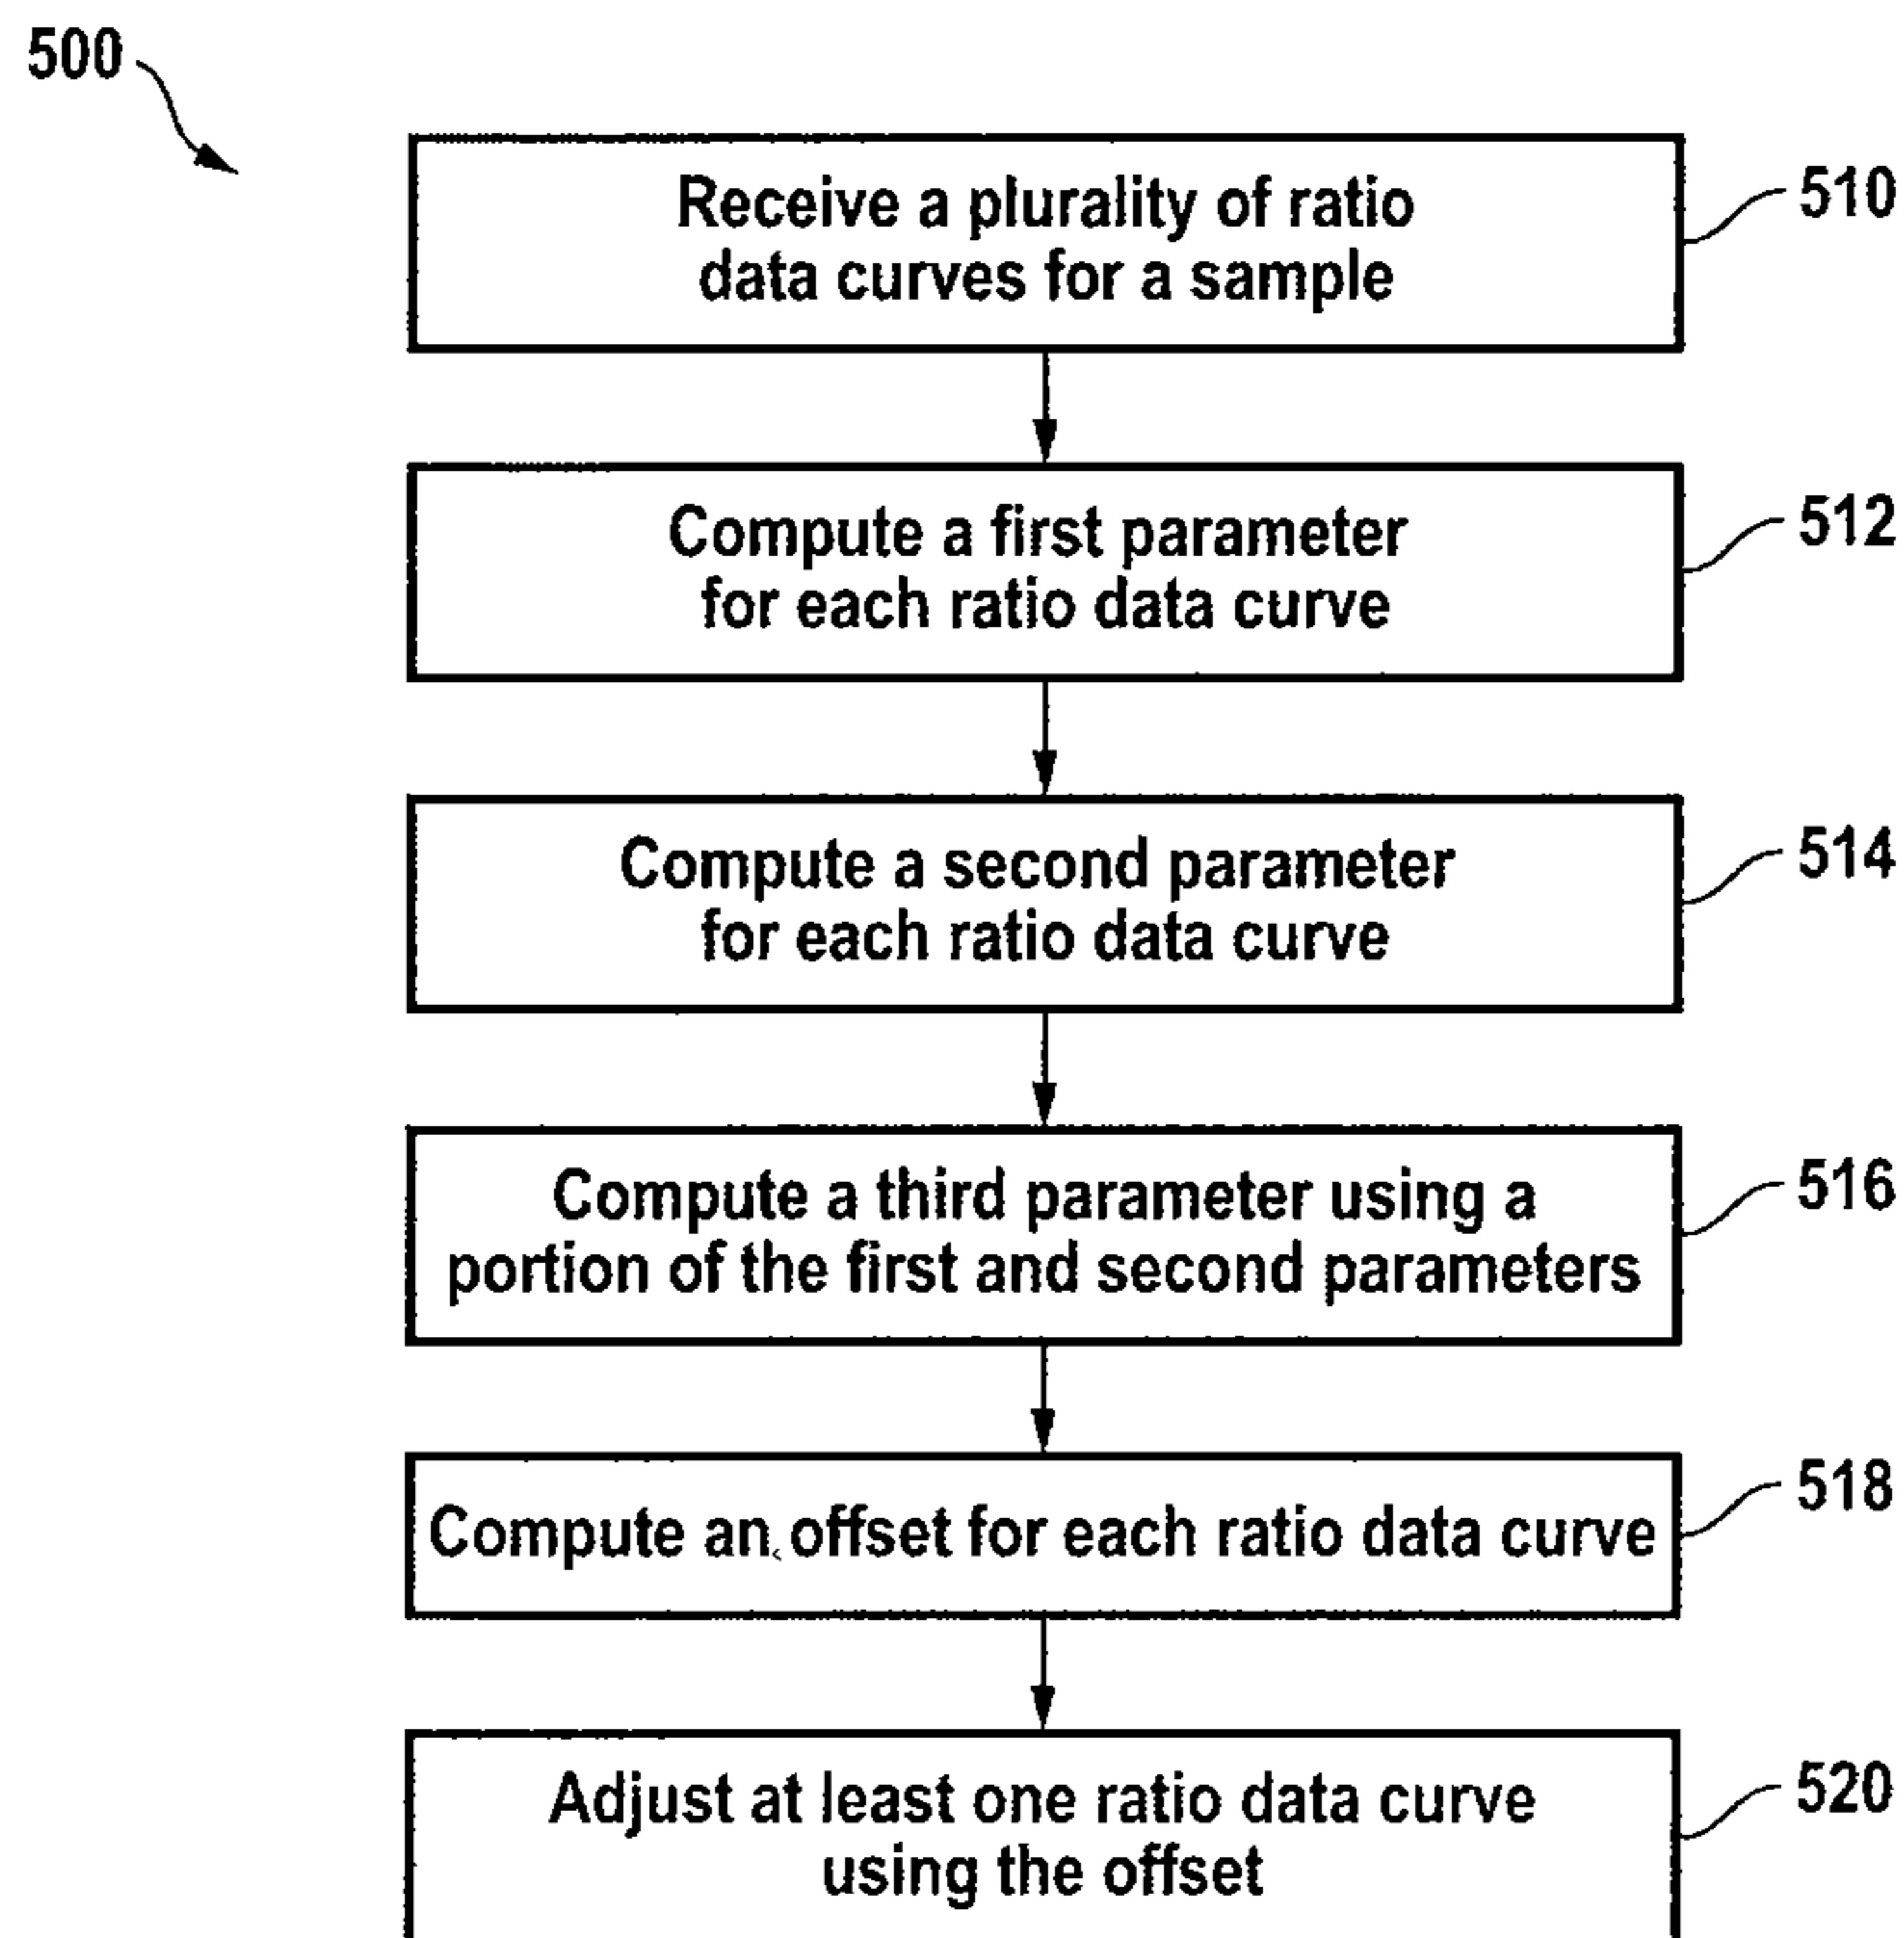 500
Receive a plurality of ratio
data curves for a sample
510
Compute a first parameter
for each ratio data curve
512
Compute a second parameter
for each ratio data curve
514
Compute a third parameter using a
portion of the first and second parameters
516
Compute an offset for each ratio data curve
518
Adjust at least one ratio data curve
using the offset
520